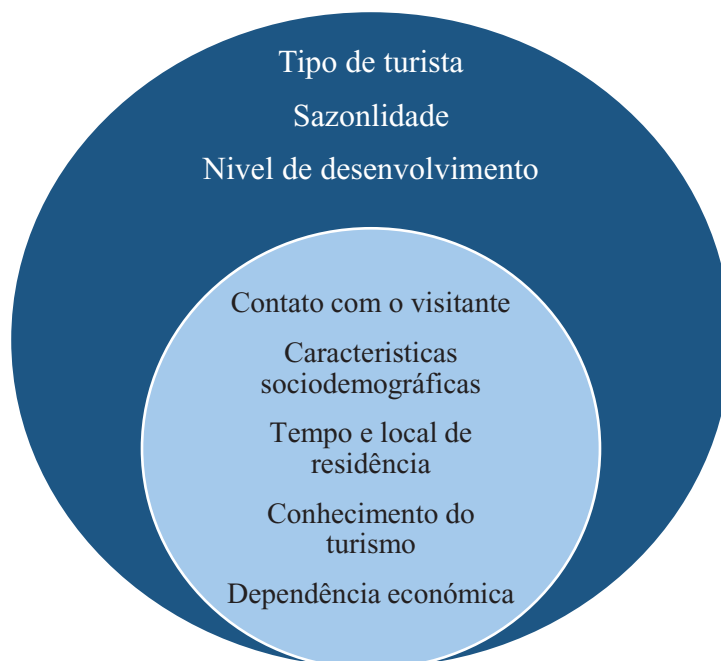 Tipo de turista
Sazonlidade
Nivel de desenvolvimento
Contato com o visitante
Caracteristicas
sociodemográficas
Tempo e local de
residência
Conhecimento do
turismo
Dependência económica